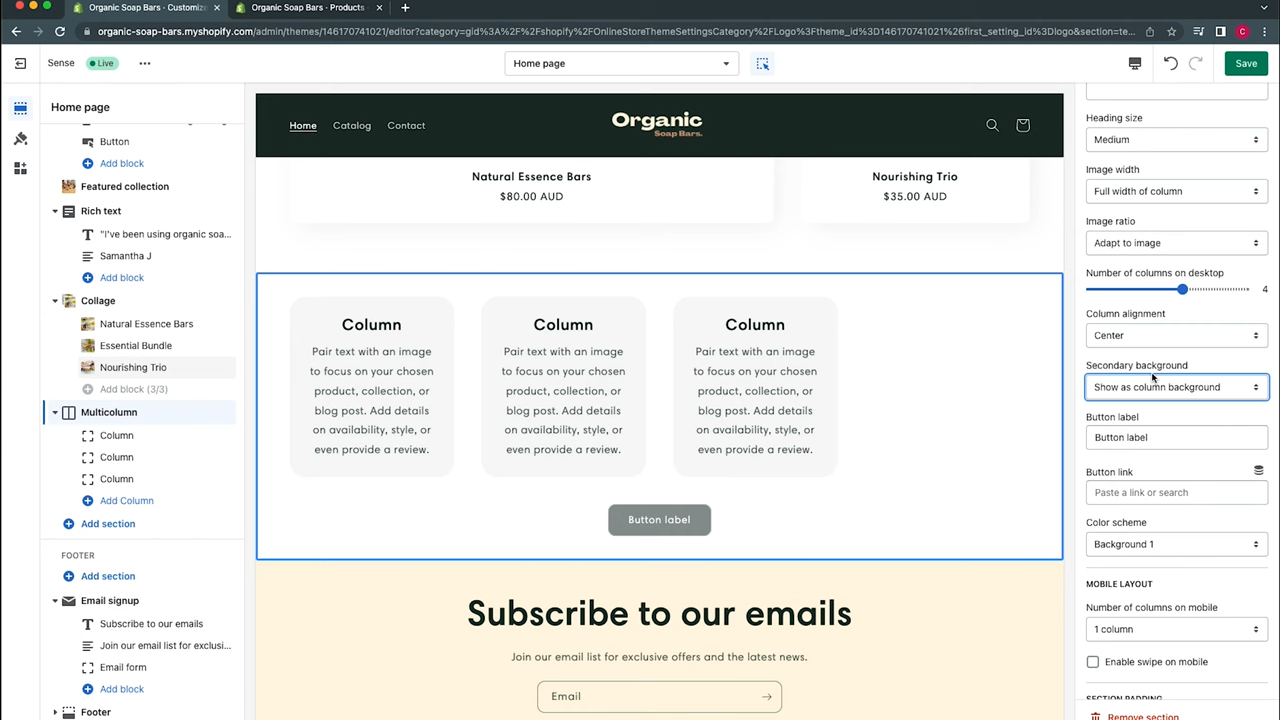 Organic Soap Bars - Customize
Organic Soap Bars - Products
organic-soap-bars.myshopify.com/admin/themes/146170741021/editor?category=gid%3A%2F%2Fshopify%2FOnlineStoreThemeSettingsCategory%2FLogo%2Ftheme_id%3D146170741021%26first_setting_id%3Dlogo&section=te...
C
Sense
Live
Home page
Save
Home page
Button
Add block
Featured collection
Rich text
"I've been using organic soa...
Samantha J
Add block
Collage
Natural Essence Bars
Essential Bundle
Nourishing Trio
Add block (3/3)
Multicolumn
Column
Column
Column
Add Column
Add section
FOOTER
Add section
Email signup
Subscribe to our emails
Join our email list for exclusi...
Email form
Add block
Footer
Home
Catalog
Contact
Organic
Soap Bars.
Natural Essence Bars
$80.00 AUD
Nourishing Trio
$35.00 AUD
Column
Pair text with an image
to focus on your chosen
product, collection, or
blog post. Add details
on availability, style, or
even provide a review.
Column
Pair text with an image
to focus on your chosen
product, collection, or
blog post. Add details
on availability, style, or
even provide a review.
Column
Pair text with an image
to focus on your chosen
product, collection, or
blog post. Add details
on availability, style, or
even provide a review.
Button label
Subscribe to our emails
Join our email list for exclusive offers and the latest news.
Email
Heading size
Medium
Image width
Full width of column
Image ratio
Adapt to image
Number of columns on desktop
4
Column alignment
Center
Secondary background
Show as column background
Button label
Button label
Button link
Paste a link or search
Color scheme
Background 1
MOBILE LAYOUT
Number of columns on mobile
1 column
Enable swipe on mobile
SECTION PADDING
Remove section